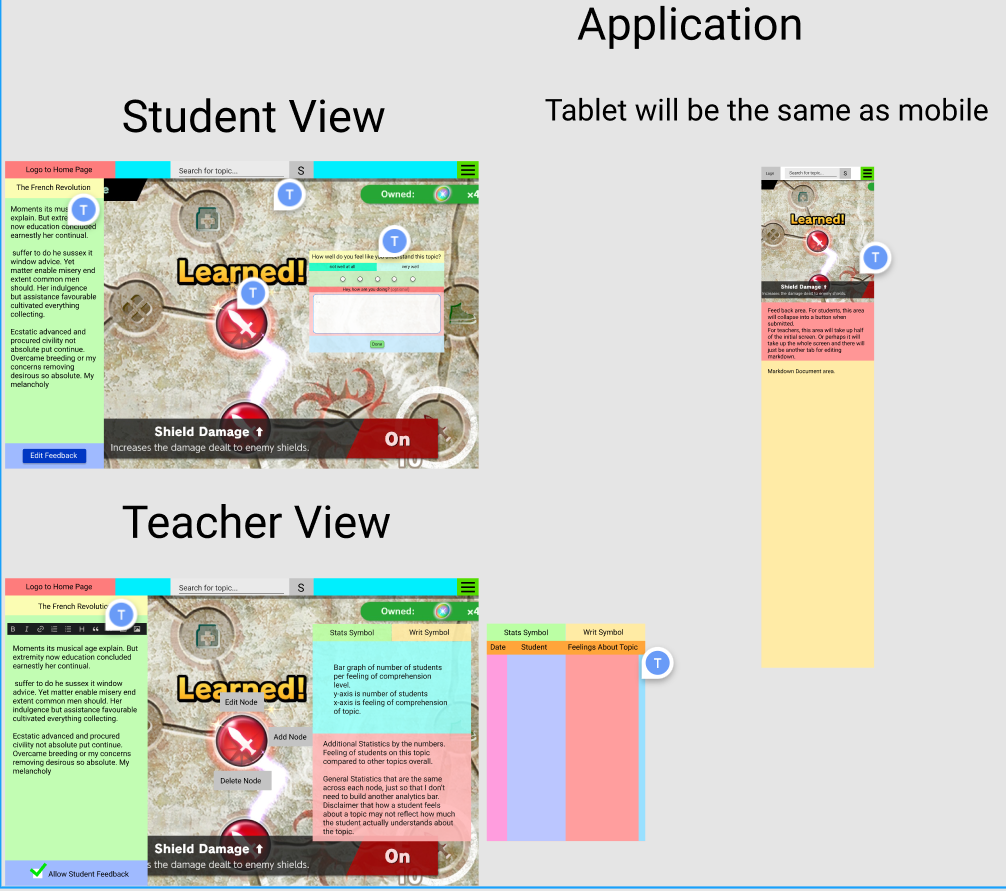 Application
Student View
Tablet will be the same as mobile
Logo to Home Page
Search for topic...
S
The French Revolution
Owned:
x4
Moments its
explain. But
now education concluded
earnestly her continual.
suffer to do he sussex it
window advice. Yet
matter enable misery end
extent common men
should. Her indulgence
but assistance favourable
cultivated everything
collecting.
Ecstatic advanced and
procured civility not
absolute put continue.
Overcame breeding or my
concerns removing
desirous so absolute. My
melancholy
Edit Feedback
T
T
T
T
Learned!
How well do you feel like you understand this topic?
not well at all
very well
Hey how are you doing? (optional)
Done
Shield Damage ↑
Increases the damage dealt to enemy shields.
On
10
Logo
Search for topic...
S
Learned!
T
Shield Damage ↑
Increases the damage dealt to enemy shields.
Feed back area. For students, this area
will collapse into a button when
submitted.
For teachers, this area will take up half
of the initial screen. Or perhaps it will
take up the whole screen and there will
just be another tab for editing
markdown.
Markdown Document area.
Teacher View
Logo to Home Page
Search for topic...
S
The French Revolutio
T
Owned:
x4
B I H
Moments its musical age explain. But
extremity now education concluded
earnestly her continual.
suffer to do he sussex it window
advice. Yet matter enable misery end
extent common men should. Her
indulgence but assistance favourable
cultivated everything collecting.
Ecstatic advanced and procured
civility not absolute put continue.
Overcame breeding or my concerns
removing desirous so absolute. My
melancholy
Allow Student Feedback
Learned!
Edit Node
Add Node
Delete Node
Shield Damage ↑
s the damage dealt to enemy shields.
On
10
Stats Symbol
Writ Symbol
Bar graph of number of students
per feeling of comprehension
level.
y-axis is number of students
x-axis is feeling of comprehension
of topic.
Additional Statistics by the numbers.
Feeling of students on this topic
compared to other topics overall.
General Statistics that are the same
across each node, just so that I don't
need to build another analytics bar.
Disclaimer that how a student feels
about a topic may not reflect how much
the student actually understands about
the topic.
Stats Symbol
Writ Symbol
Date
Student
Feelings About Topic
T